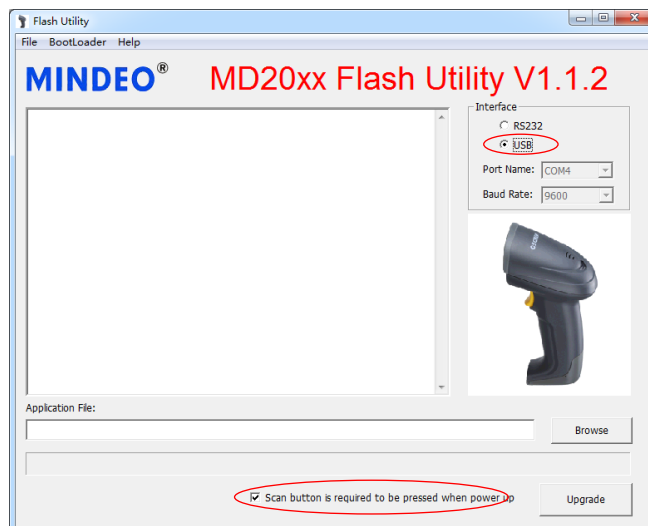 Flash Utility
File BootLoader Help
MINDEO® MD20xx Flash Utility V1.1.2
Interface
RS232
USB
Port Name: COM4
Baud Rate: 9600
Application File:
Browse
Scan button is required to be pressed when power up
Upgrade